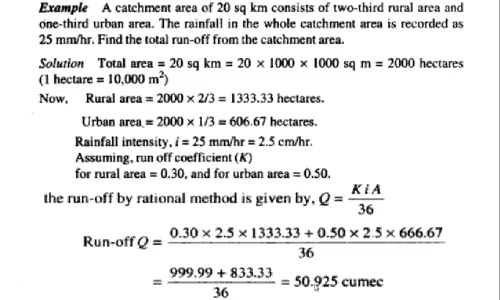 Example A catchment area of 20 sq km consists of two-third rural area and
one-third urban area. The rainfall in the whole catchment area is recorded as
25 mm/hr. Find the total run-off from the catchment area.
Solution Total area = 20 sq km = 20 × 1000 × 1000 sq m = 2000 hectares
(1 hectare = 10,000 m²)
Now, Rural area = 2000 × 2/3 = 1333.33 hectares.
Urban area = 2000 × 1/3 = 606.67 hectares.
Rainfall intensity, i = 25 mm/hr = 2.5 cm/hr.
Assuming, run off coefficient (K)
for rural area = 0.30, and for urban area = 0.50.
the run-off by rational method is given by, Q = K i A / 36
Run-off Q = 0.30 × 2.5 × 1333.33 + 0.50 × 2.5 × 666.67 / 36
= 999.99 + 833.33 / 36 = 50.925 cumec